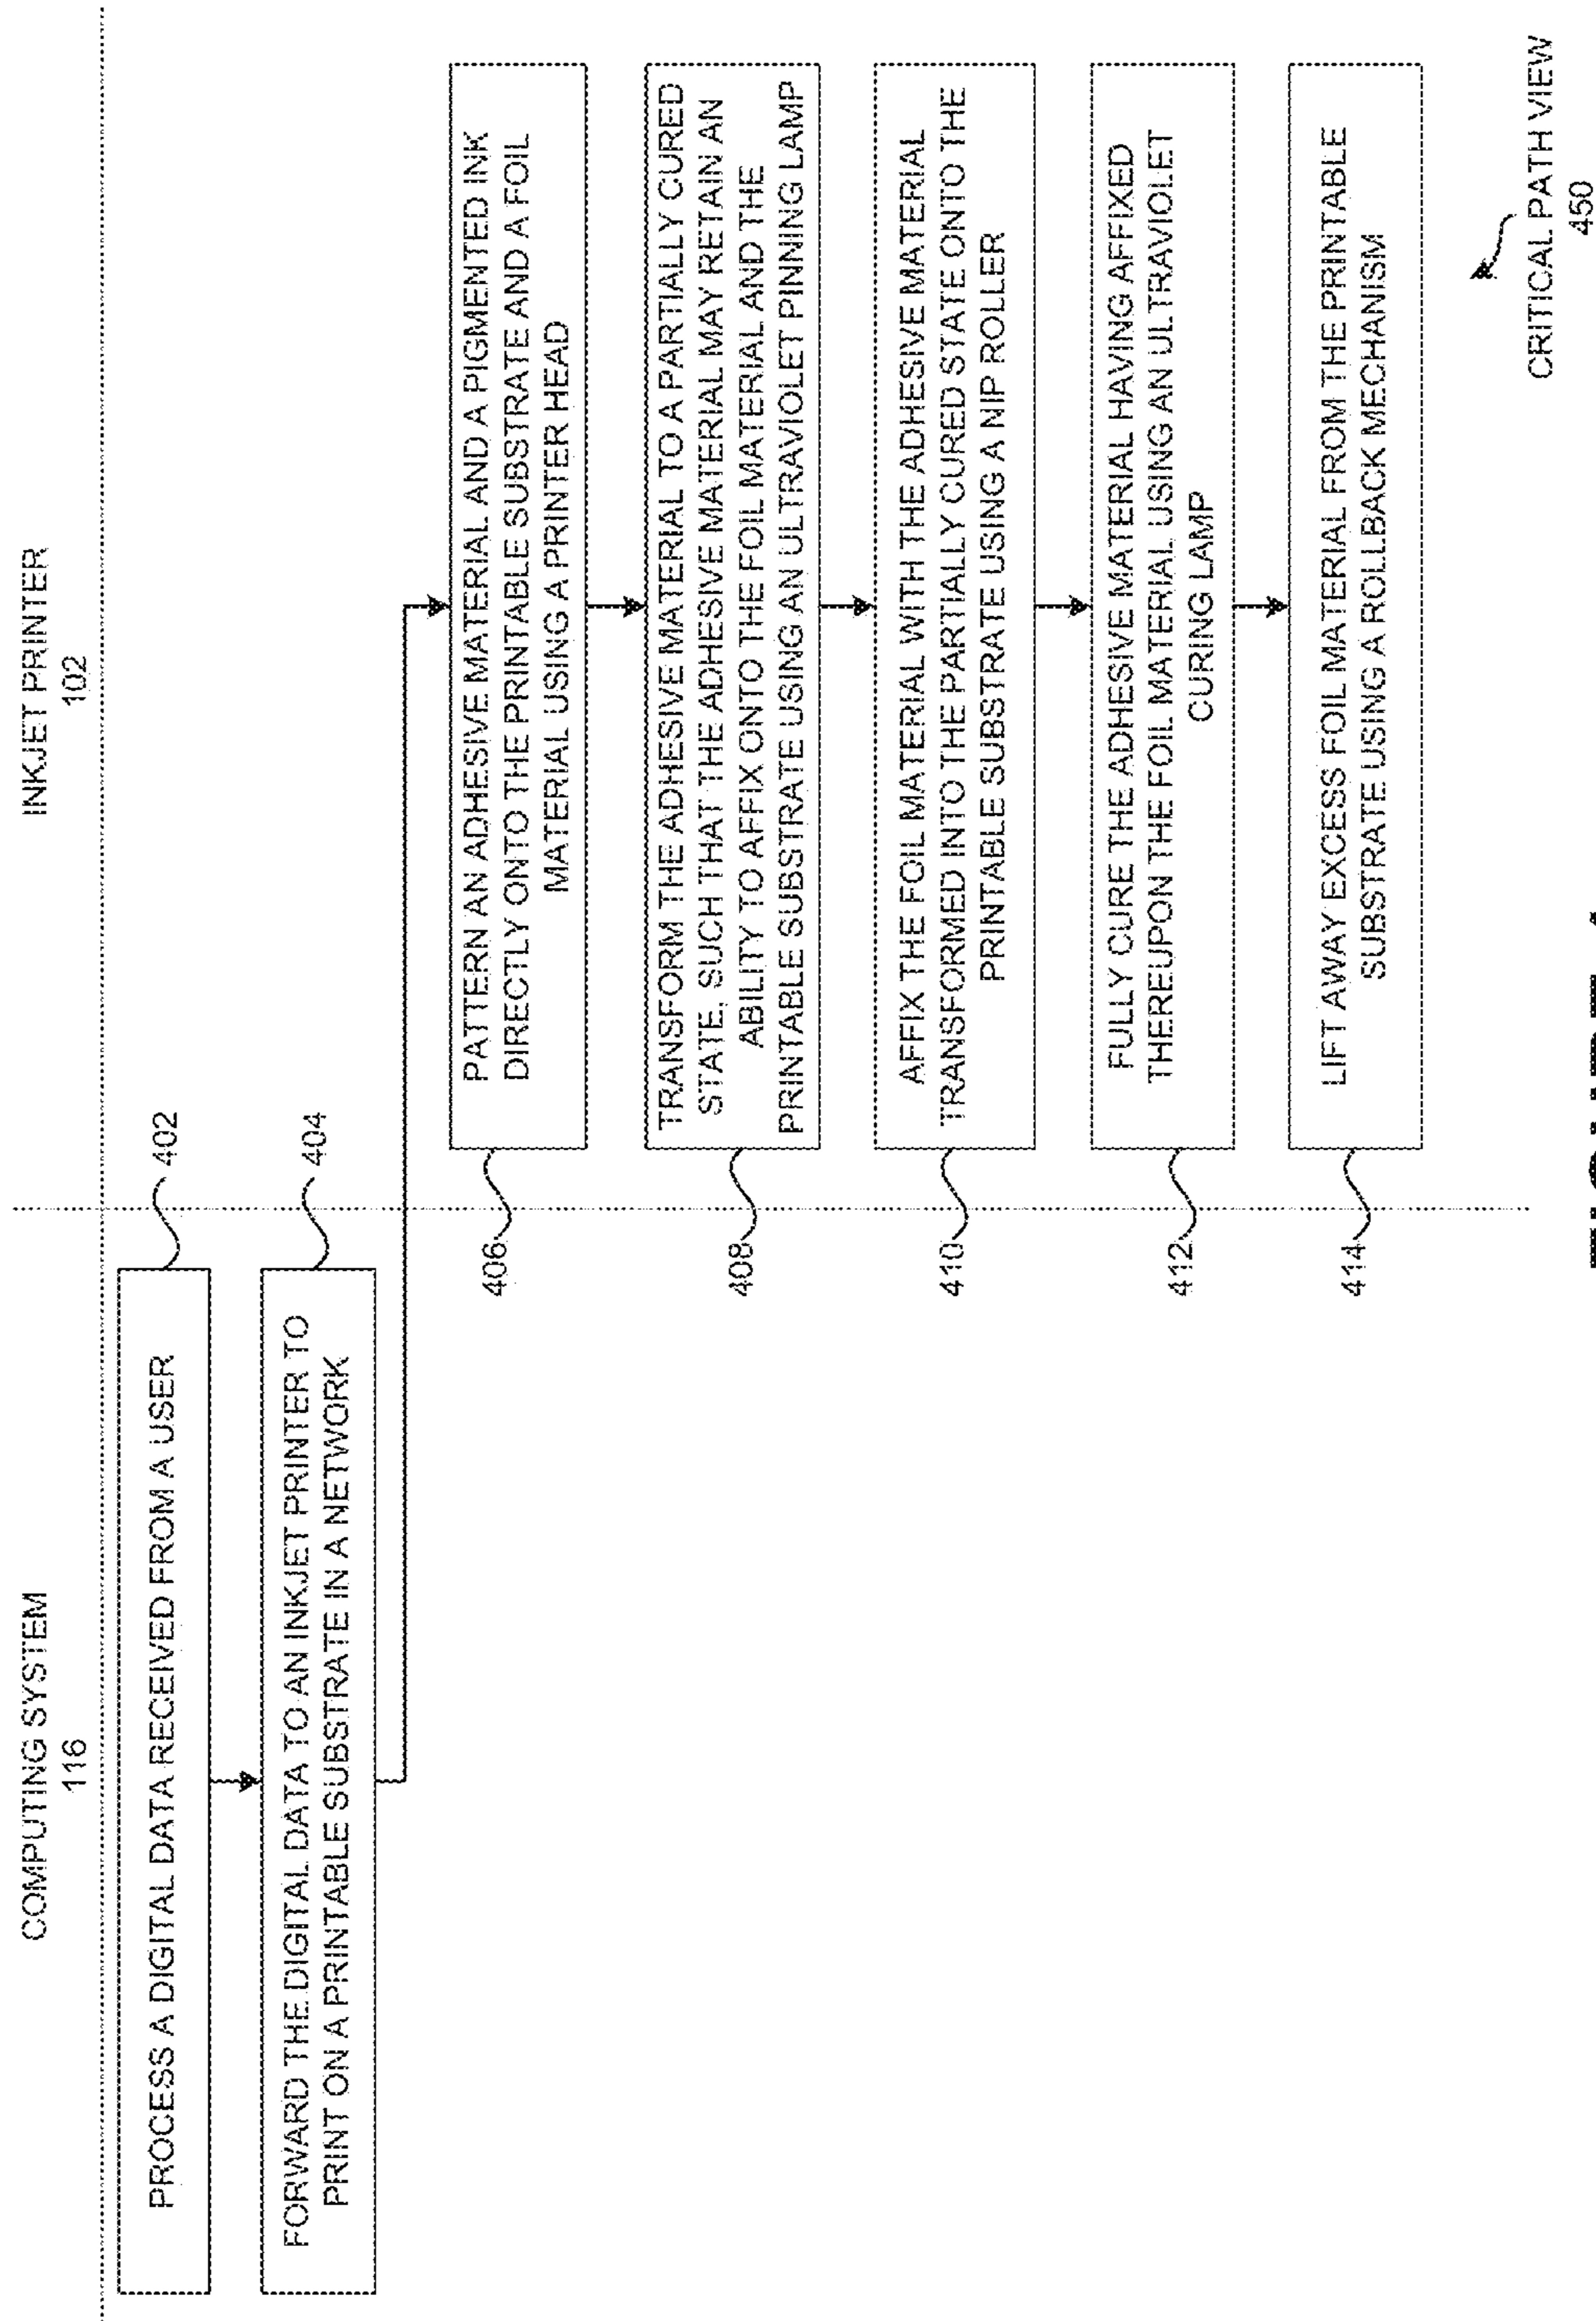 COMPUTING SYSTEM
116
INKJET PRINTER
102
PROCESS A DIGITAL DATA RECEIVED FROM A USER
402
FORWARD THE DIGITAL DATA TO AN INKJET PRINTER TO
PRINT ON A PRINTABLE SUBSTRATE IN A NETWORK
404
406
PATTERN AN ADHESIVE MATERIAL AND A PIGMENTED INK
DIRECTLY ONTO THE PRINTABLE SUBSTRATE AND A FOIL
MATERIAL USING A PRINTER HEAD
408
TRANSFORM THE ADHESIVE MATERIAL TO A PARTIALLY CURED
STATE, SUCH THAT THE ADHESIVE MATERIAL MAY RETAIN AN
ABILITY TO AFFIX ONTO THE FOIL MATERIAL AND THE
PRINTABLE SUBSTRATE USING AN ULTRAVIOLET PINNING LAMP
410
AFFIX THE FOIL MATERIAL WITH THE ADHESIVE MATERIAL
TRANSFORMED INTO THE PARTIALLY CURED STATE ONTO THE
PRINTABLE SUBSTRATE USING A NIP ROLLER
412
FULLY CURE THE ADHESIVE MATERIAL HAVING AFFIXED
THEREUPON THE FOIL MATERIAL USING AN ULTRAVIOLET
CURING LAMP
414
LIFT AWAY EXCESS FOIL MATERIAL FROM THE PRINTABLE
SUBSTRATE USING A ROLLBACK MECHANISM
CRITICAL PATH VIEW
450